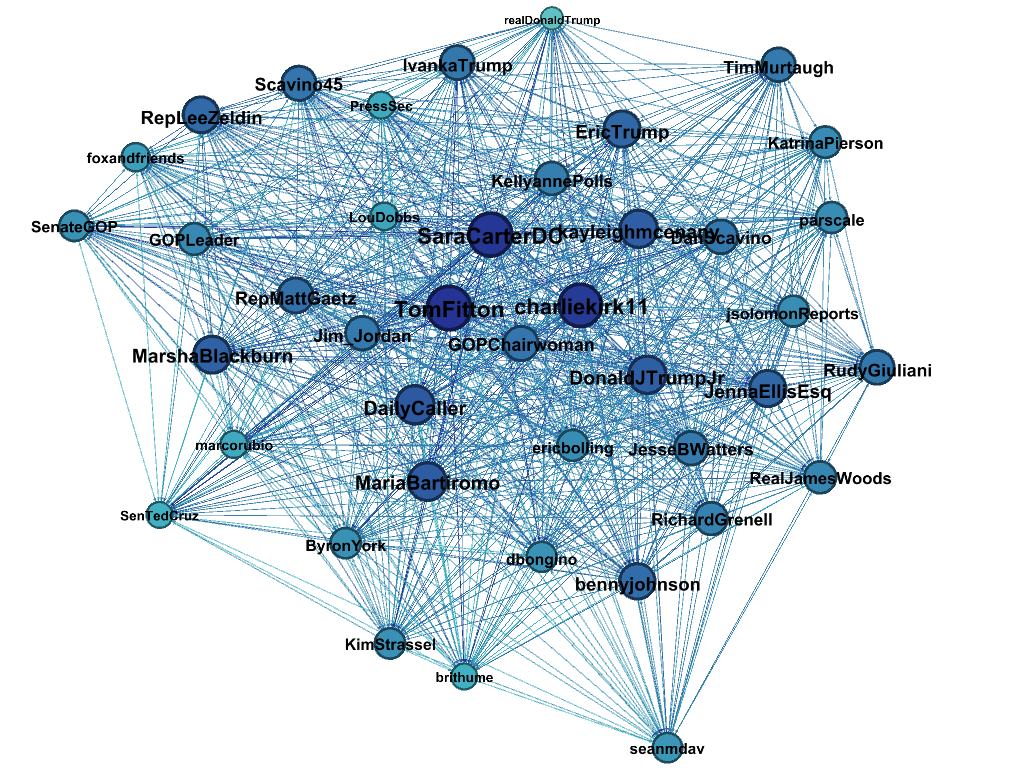 realDonaldTrump
IvankaTrump
TimMurtaugh
Scavino45
PressSec
RepLeeZeldin
EricTrump
KatrinaPierson
foxandfriends
KellyannePolls
LouDobbs
parscale
SenateGOP
GOPLeader
SaraCarterDC
kayleighmcenany
DanScavino
RepMattGaetz
TomFitton
charliekirk11
jsolomonReports
Jim_Jordan
GOPChairwoman
MarshaBlackburn
RudyGiuliani
DonaldJTrumpJr
JennaEllisEsq
DailyCaller
marcorubio
ericbolling
JesseBWatters
RealJamesWoods
MariaBartiromo
SenTedCruz
RichardGrenell
ByronYork
dbongino
bennyjohnson
KimStrassel
brithume
seanmdav